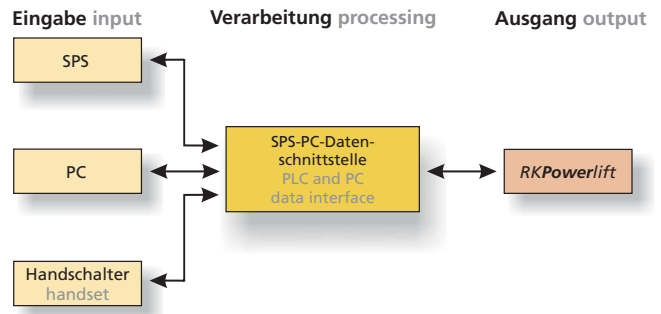 Eingabe input
Verarbeitung processing
Ausgang output
SPS
PC
Handschalter
handset
SPS-PC-Daten-
schnittstelle
PLC and PC
data interface
RKPowerlift